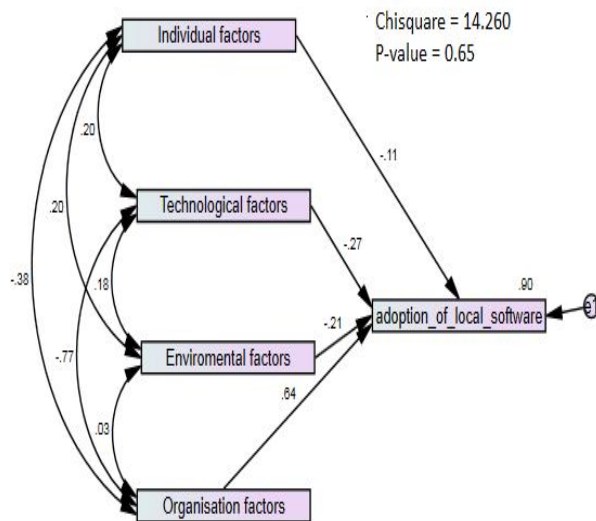 Chisquare = 14.260
P-value = 0.65
Individual factors
.20
-.11
Technological factors
.20
-.27
.18
-.38
.90
e1
adoption_of_local_software
-.21
Enviromental factors
-.77
.64
.03
Organisation factors